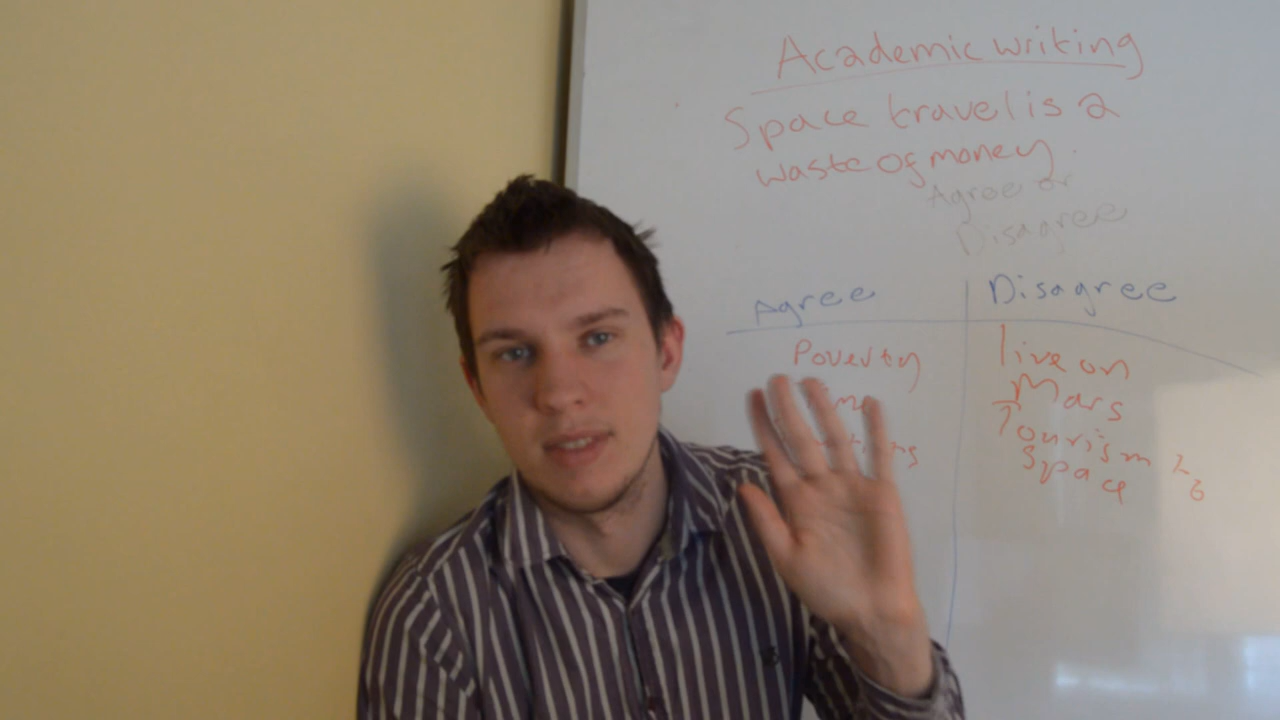 Academic writing
Space travel is a
waste of money.
Agree or
Disagree
Agree
Disagree
Poverty
live on
Mars
Tourism
Space